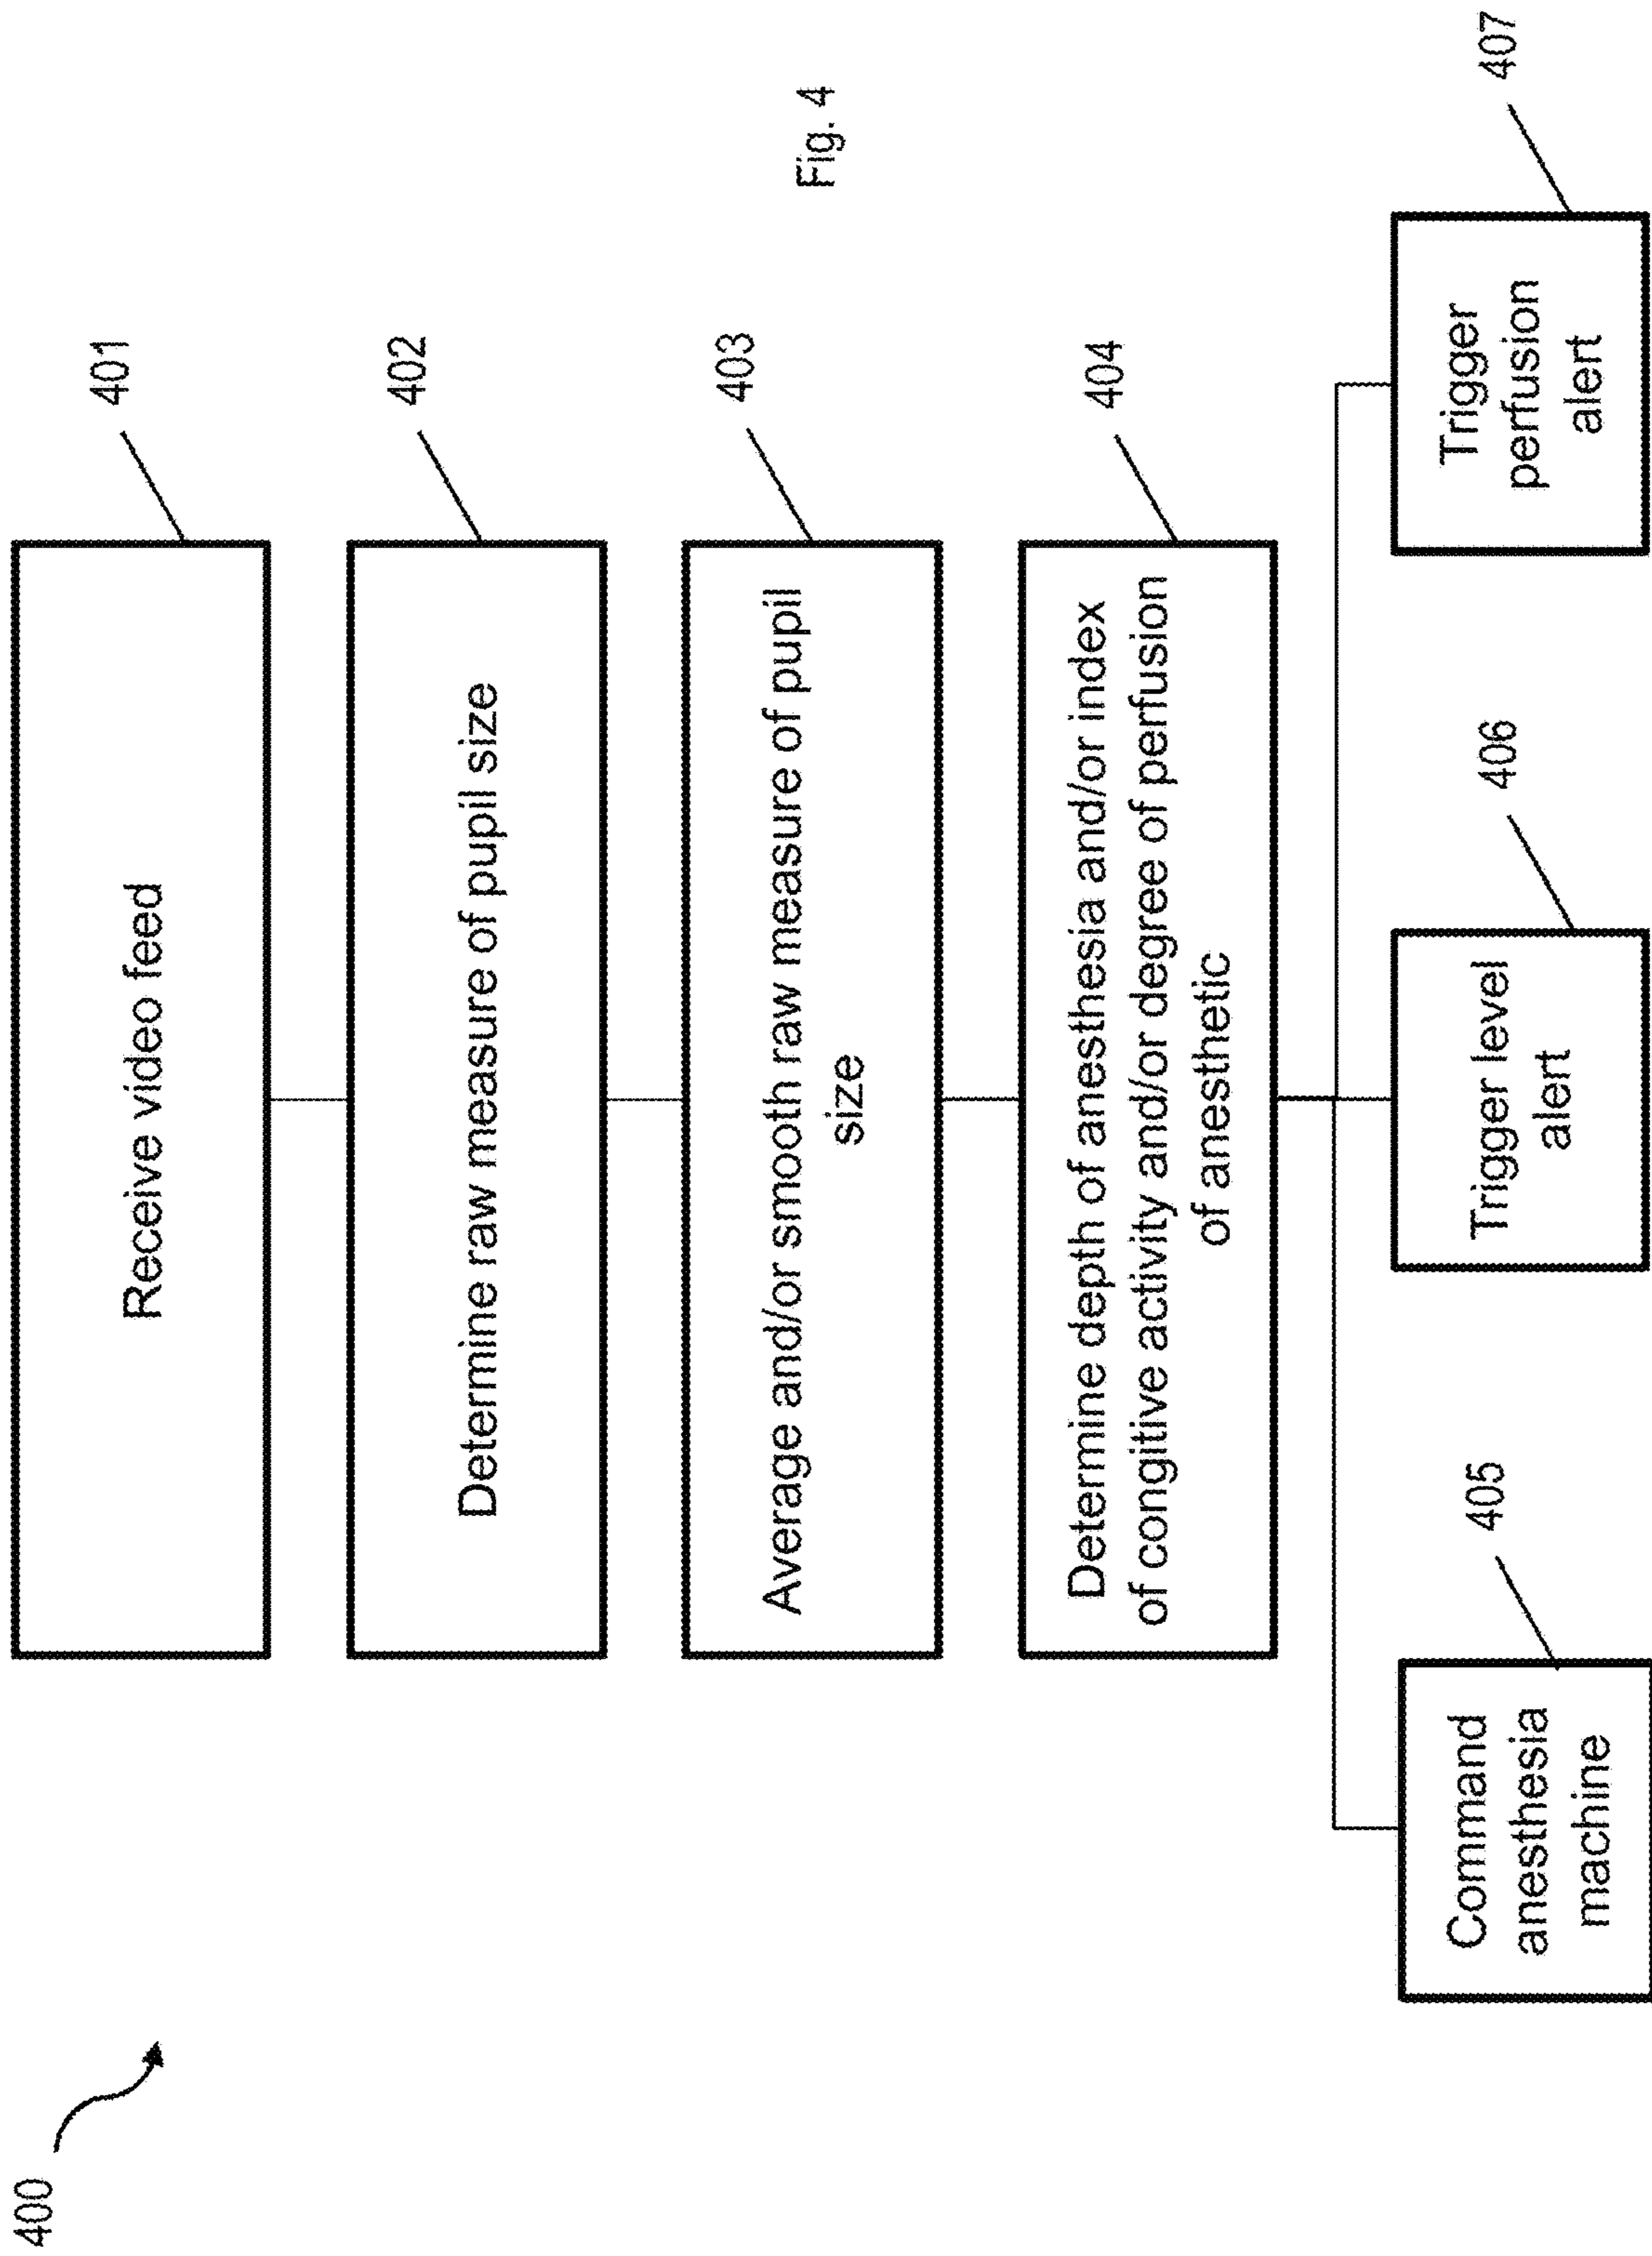 400
Receive video feed
401
Determine raw measure of pupil size
402
Average and/or smooth raw measure of pupil
size
403
Determine depth of anesthesia and/or index
of congitive activity and/or degree of perfusion
of anesthetic
404
Command
anesthesia
machine
405
Trigger level
alert
406
Trigger
perfusion
alert
407
Fig. 4